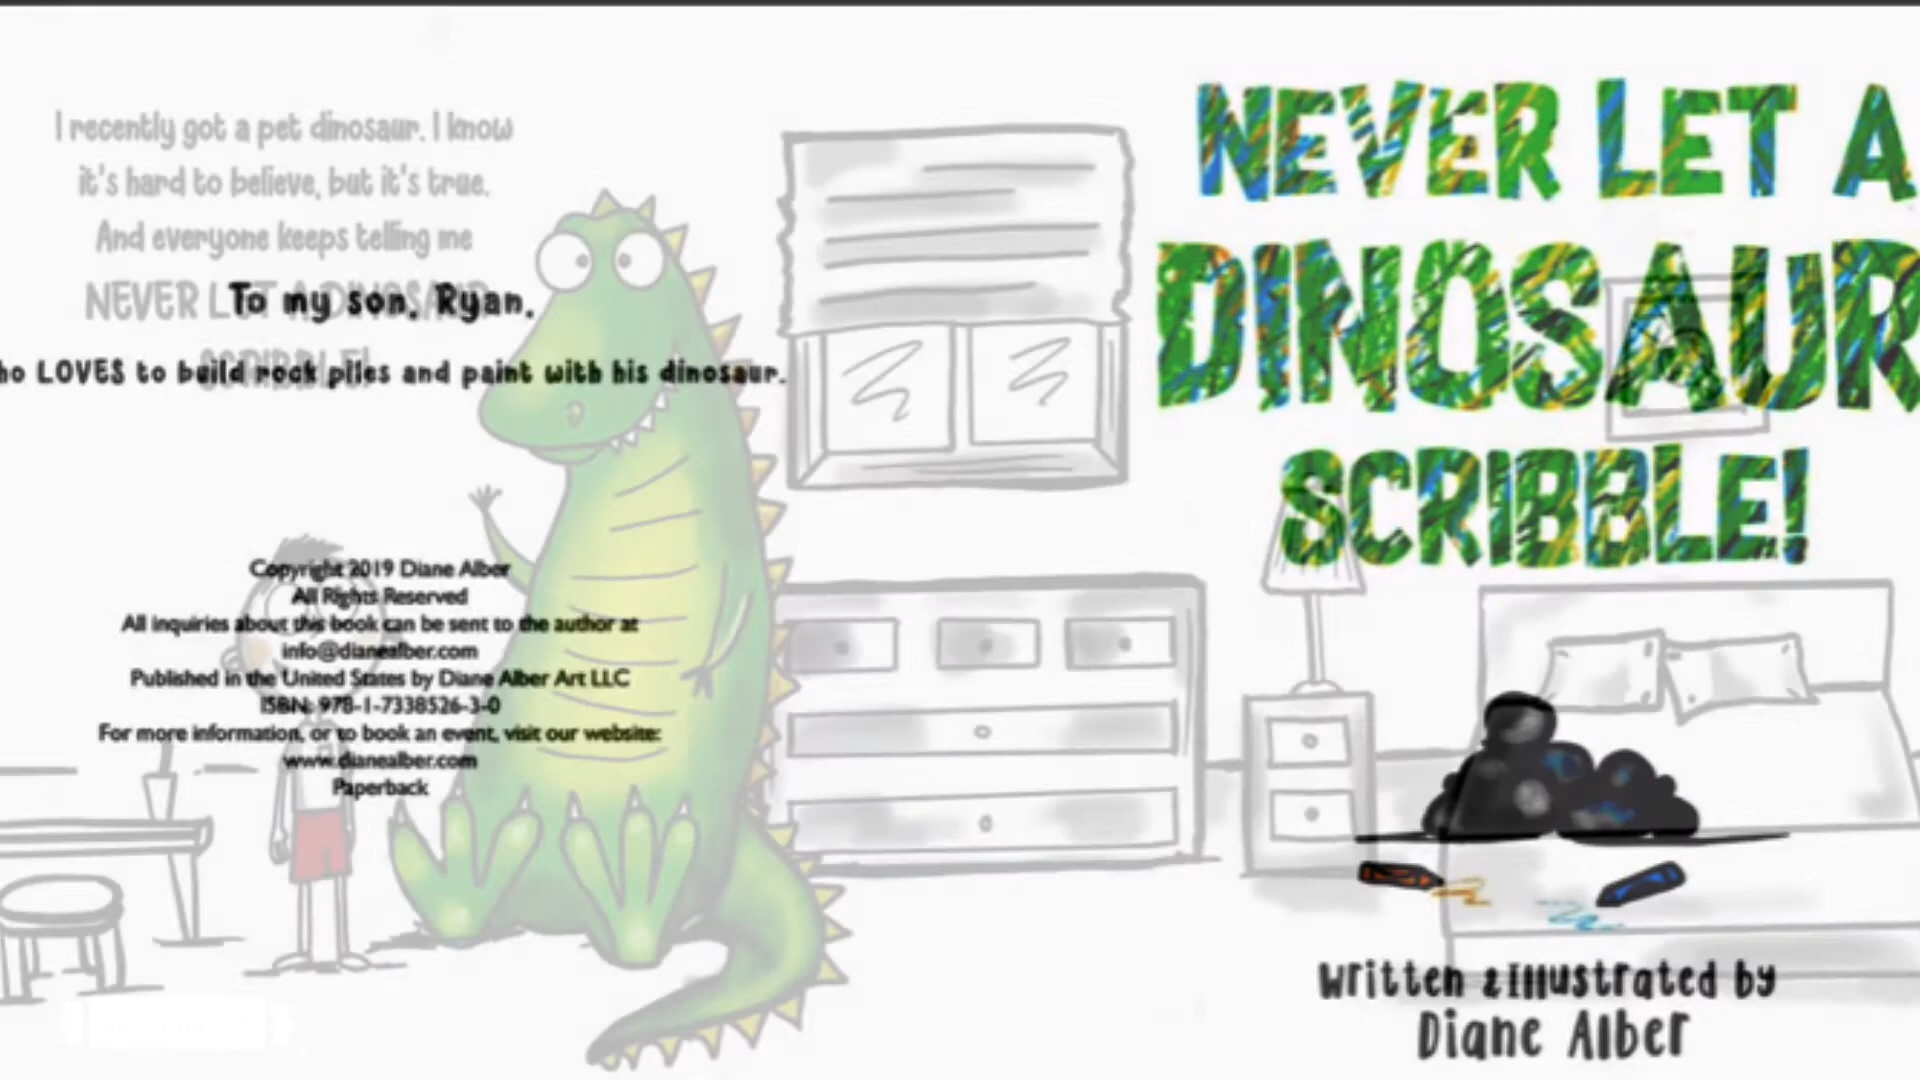 I recently got a pet dinosaur. I know
it's hard to believe, but it's true.
And everyone keeps telling me
NEVER LET A DINOSAUR
SCRIBBLE!
To my son, Ryan,
LOVES to build rock piles and paint with his dinosaur.
Copyright 2019 Diane Alber
All Rights Reserved
All inquiries about this book can be sent to the author at
info@dianealber.com
Published in the United States by Diane Alber Art LLC
ISBN: 978-1-7338526-3-0
For more information, or to book an event, visit our website:
www.dianealber.com
Paperback
NEVER LET A
DINOSAUR
SCRIBBLE!
Written & Illustrated by
Diane Alber